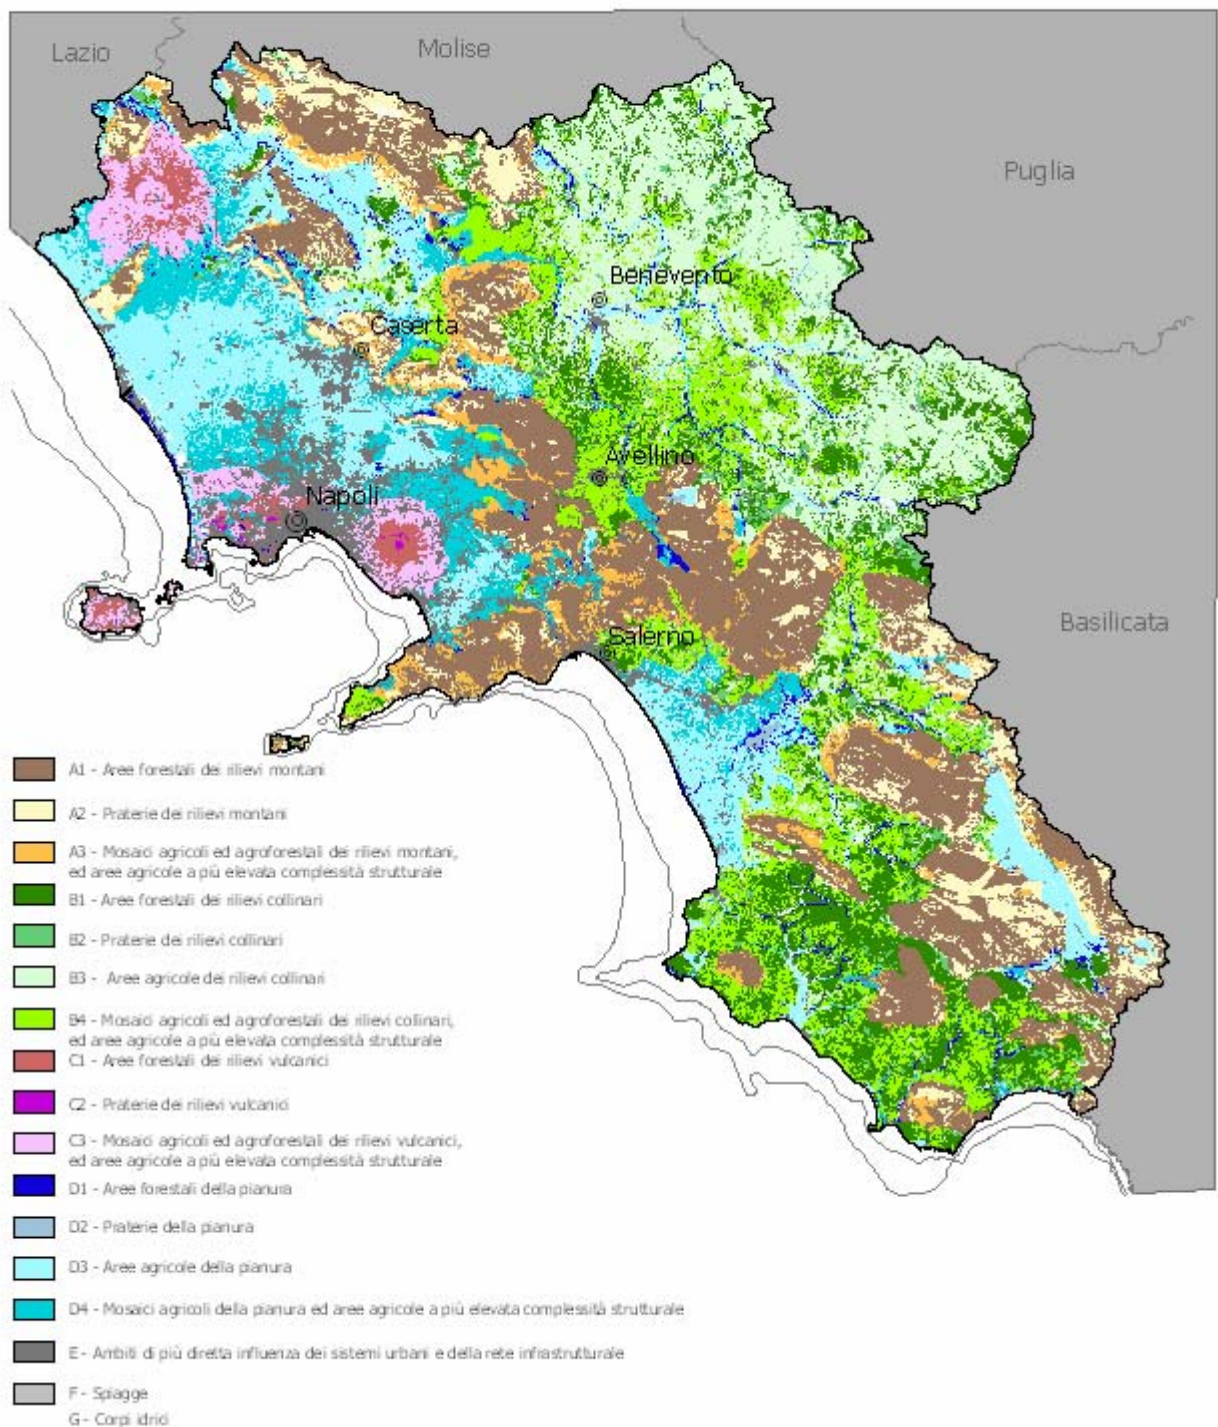 Lazio
Molise
Puglia
Benevento
Caserta
Avellino
Napoli
Salerno
Basilicata
A1 - Aree forestali dei rilievi montani
A2 - Praterie dei rilievi montani
A3 - Mosaici agricoli ed agroforestali dei rilievi montani,
ed aree agricole a più elevata complessità strutturale
B1 - Aree forestali dei rilievi collinari
B2 - Praterie dei rilievi collinari
B3 - Aree agricole dei rilievi collinari
B4 - Mosaici agricoli ed agroforestali dei rilievi collinari,
ed aree agricole a più elevata complessità strutturale
C1 - Aree forestali dei rilievi vulcanici
C2 - Praterie dei rilievi vulcanici
C3 - Mosaici agricoli ed agroforestali dei rilievi vulcanici,
ed aree agricole a più elevata complessità strutturale
D1 - Aree forestali della pianura
D2 - Praterie della pianura
D3 - Aree agricole della pianura
D4 - Mosaici agricoli della pianura ed aree agricole a più elevata complessità strutturale
E - Ambiti di più diretta influenza dei sistemi urbani e della rete infrastrutturale
F - Spiagge
G - Corpi idrici